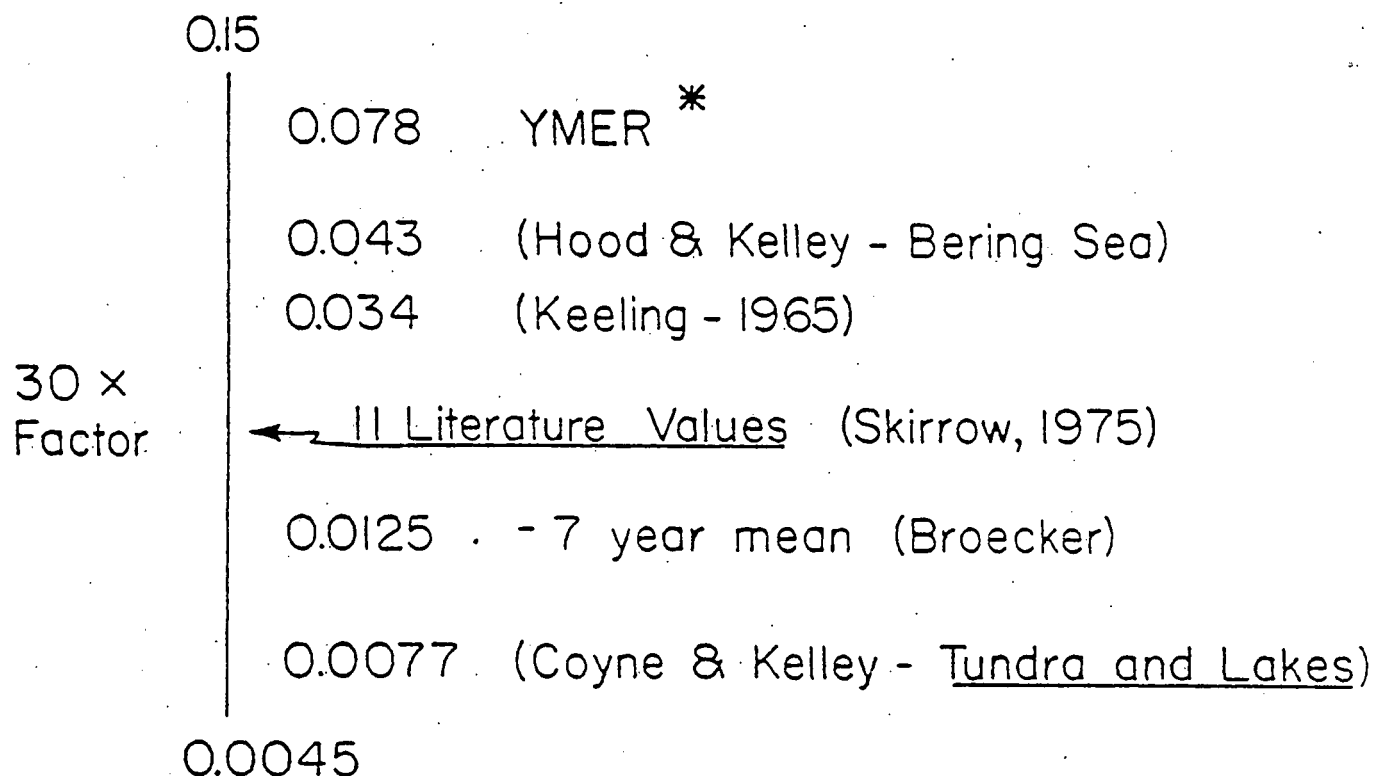 0.15
0.078 YMER *
0.043 (Hood & Kelley - Bering Sea)
0.034 (Keeling - 1965)
30 ×
Factor
11 Literature Values (Skirrow, 1975)
0.0125 - 7 year mean (Broecker)
0.0077 (Coyne & Kelley - Tundra and Lakes)
0.0045